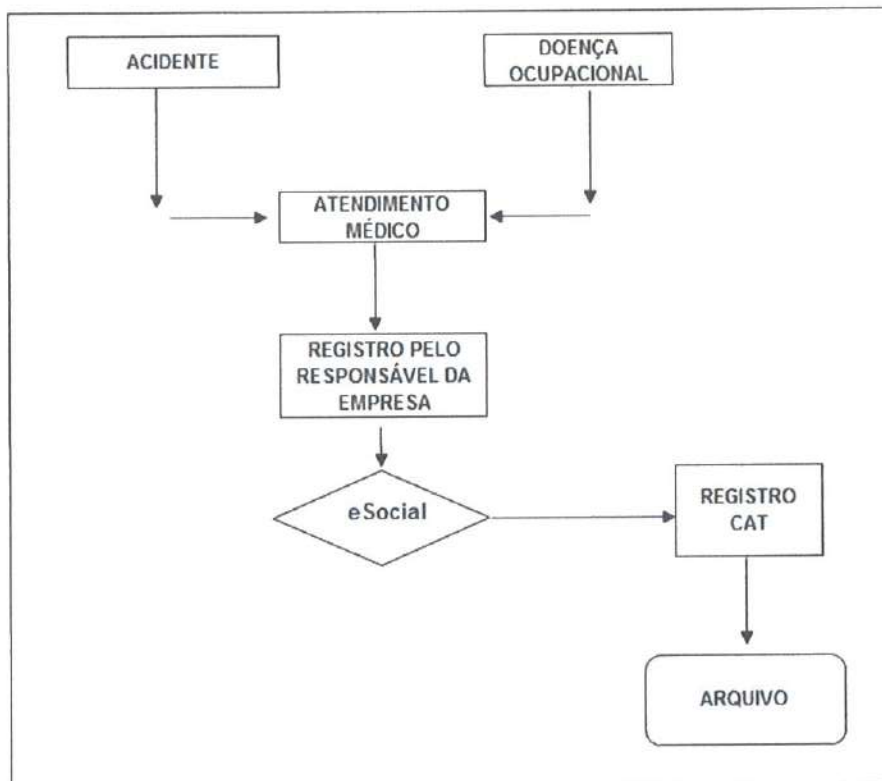 ACIDENTE
DOENÇA
OCUPACIONAL
ATENDIMENTO
MÉDICO
REGISTRO PELO
RESPONSÁVEL DA
EMPRESA
eSocial
REGISTRO
CAT
ARQUIVO